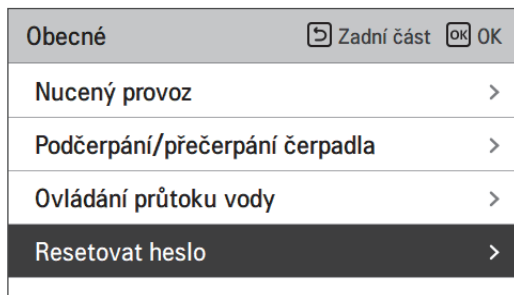 Obecné Zadní část OK OK
Nucený provoz >
Podčerpání/přečerpání čerpadla >
Ovládání průtoku vody >
Resetovat heslo >